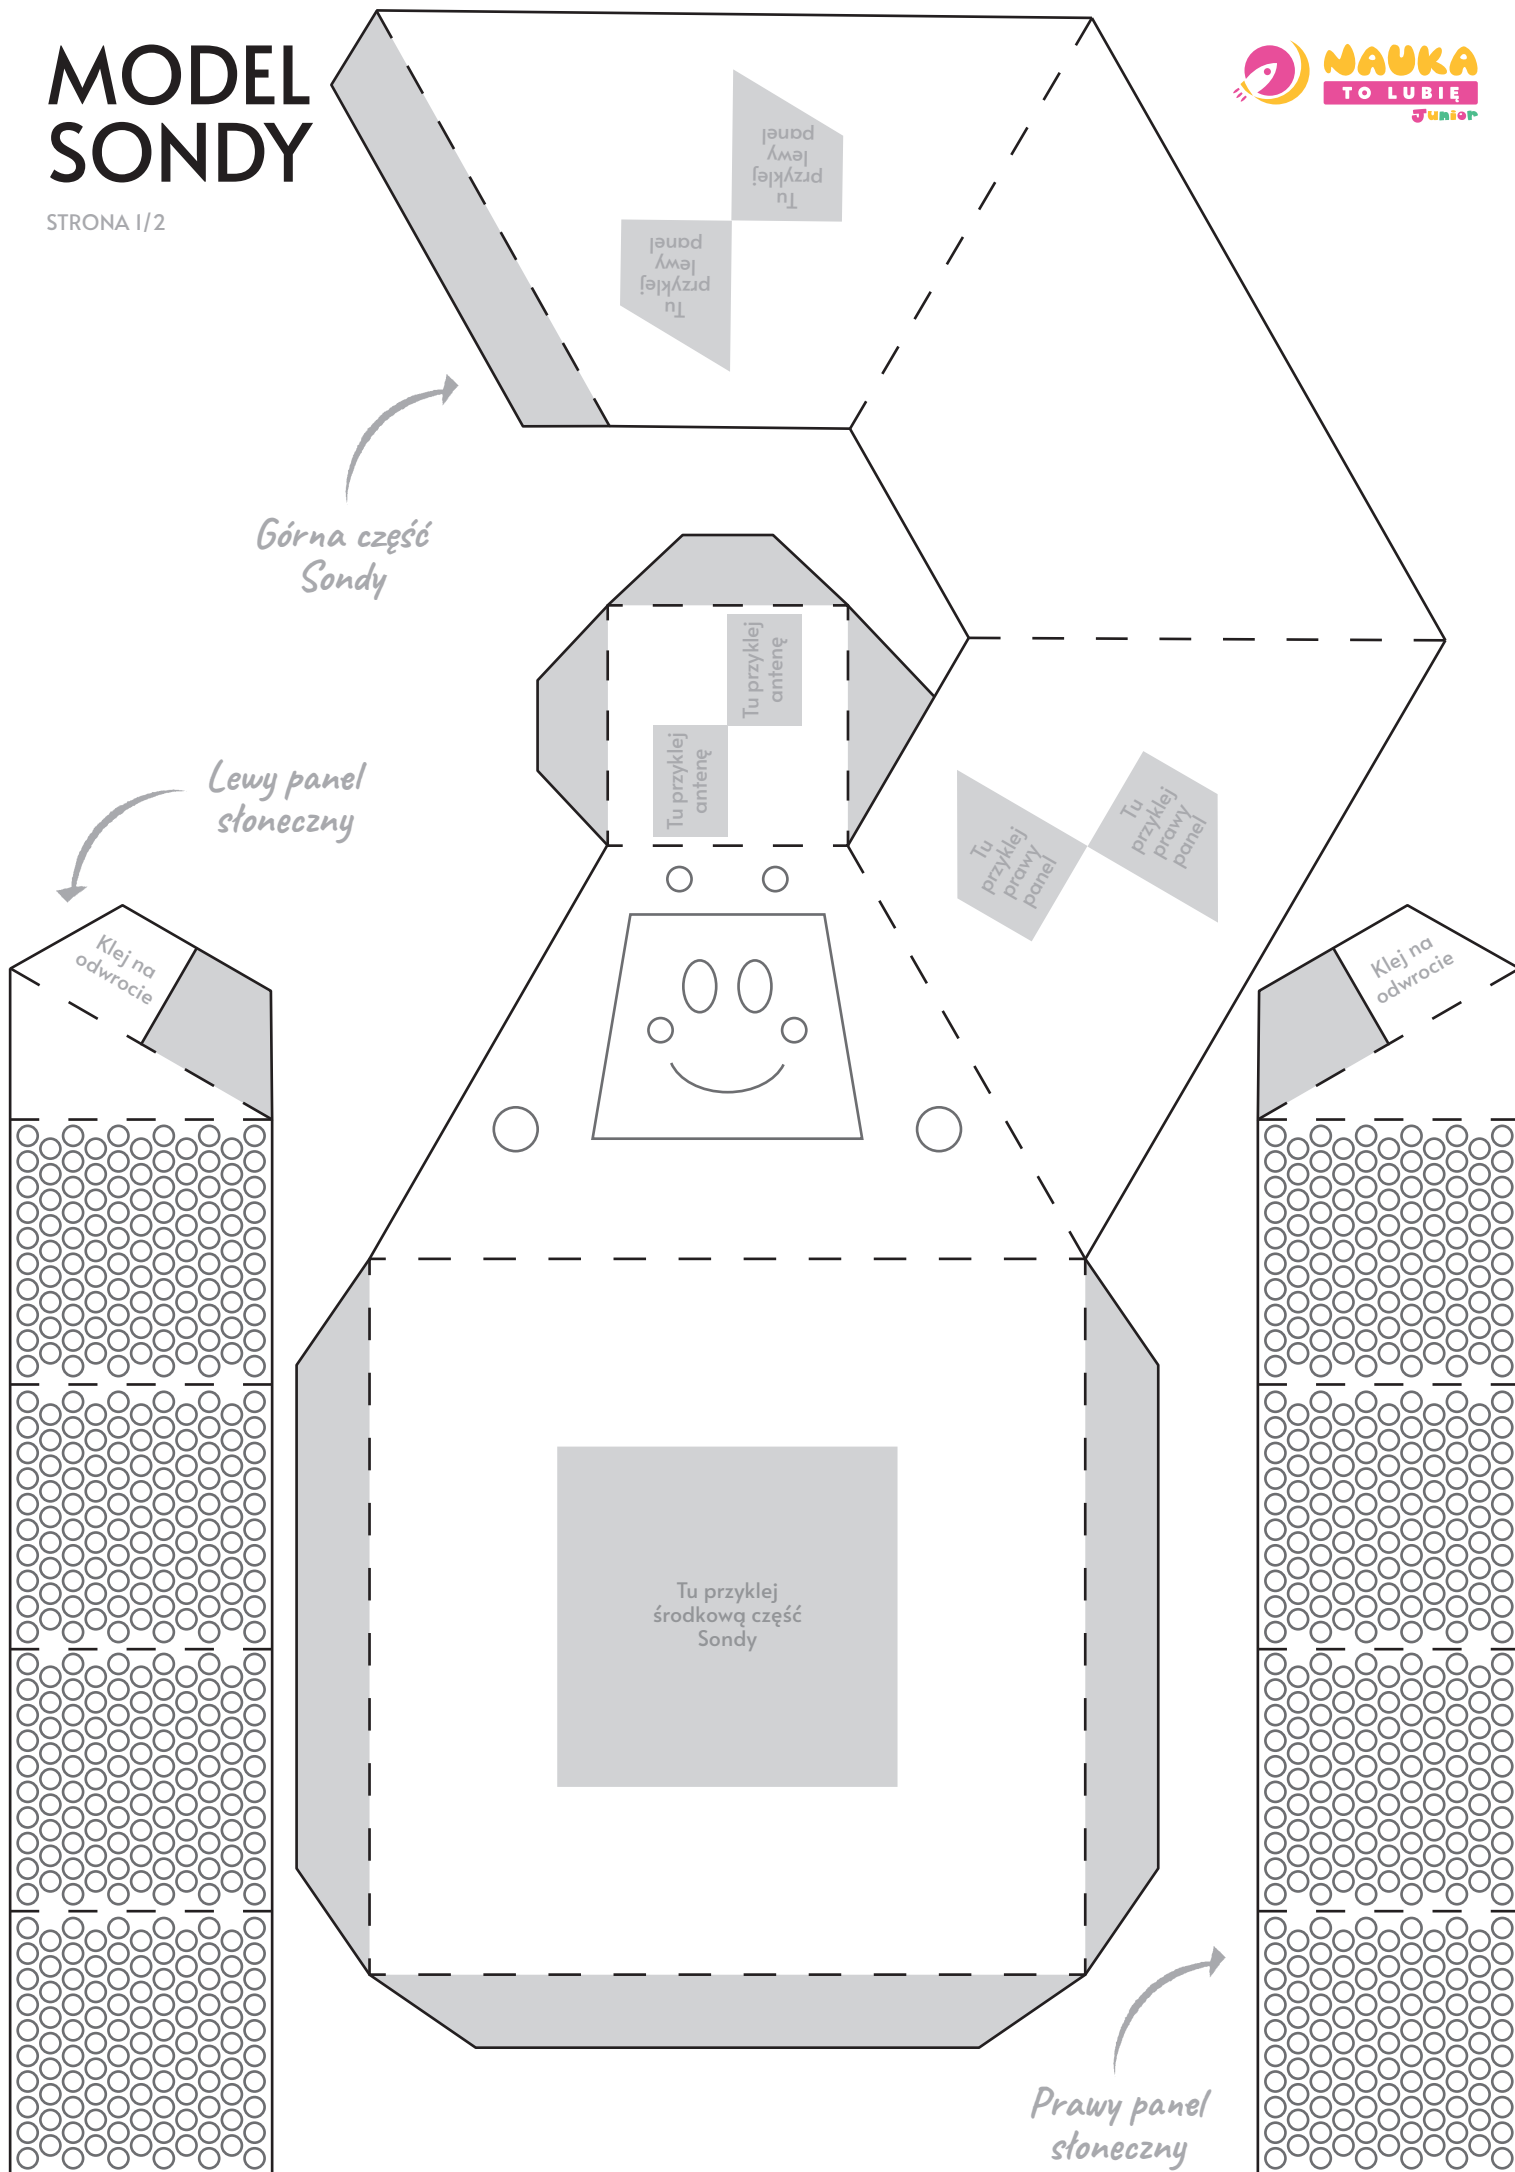 MODEL
SONDY
STRONA 1/2
NAUKA
TO LUBIĘ
Junior
Tu
przyklej
lewy
panel
Tu
przyklej
lewy
panel
Górna część
Sondy
Tu przyklej
antenę
Tu przyklej
antenę
Lewy panel
słoneczny
Tu
przyklej
prawy
panel
Tu
przyklej
prawy
panel
Klej na
odwrocie
Klej na
odwrocie
Tu przyklej
środkową część
Sondy
Prawy panel
słoneczny